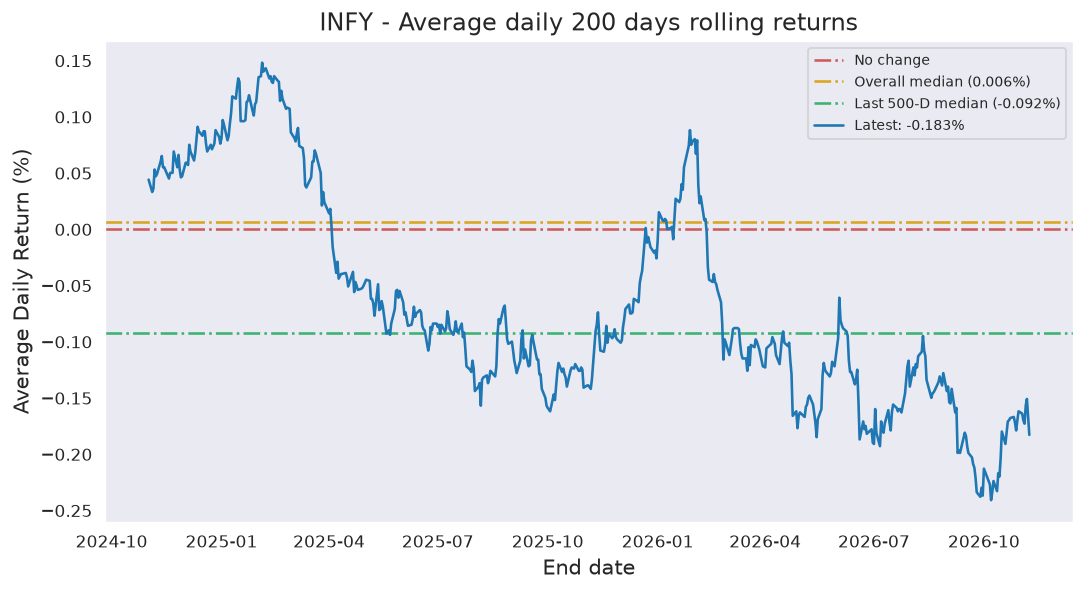 INFY - Average daily 200 days rolling returns
No change
Overall median (0.006%)
Last 500-D median (-0.092%)
Latest: -0.183%
Average Daily Return (%)
0.15
0.10
0.05
0.00
−0.05
−0.10
−0.15
−0.20
−0.25
2024-10 2025-01 2025-04 2025-07 2025-10 2026-01 2026-04 2026-07 2026-10
End date